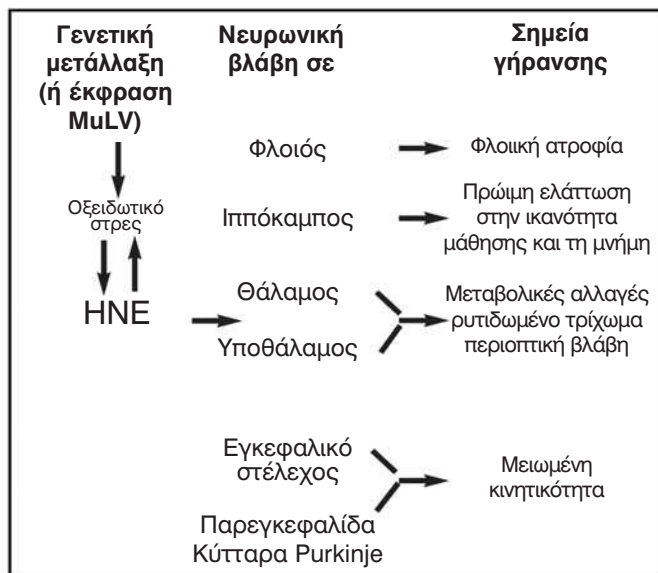 Γενετική
μετάλλαξη
(ή έκφραση
MuLV)
Οξειδωτικό
στρες
HNE
Νευρωνική
βλάβη σε
Φλοιός
Ιππόκαμπος
Θάλαμος
Υποθάλαμος
Εγκεφαλικό
στέλεχος
Παρεγκεφαλίδα
Κύτταρα Purkinje
Σημεία
γήρανσης
Φλοιική ατροφία
Πρώιμη ελάττωση
στην ικανότητα
μάθησης και τη μνήμη
Μεταβολικές αλλαγές
ρυτιδωμένο τρίχωμα
περιοπτική βλάβη
Μειωμένη
κινητικότητα